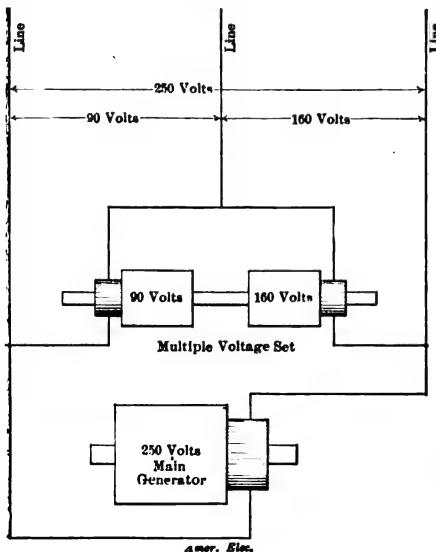 Line
Line
Line
250 Volts
90 Volts
160 Volts
90 Volts
160 Volts
Multiple Voltage Set
250 Volts
Main
Generator
Amer. Elec.